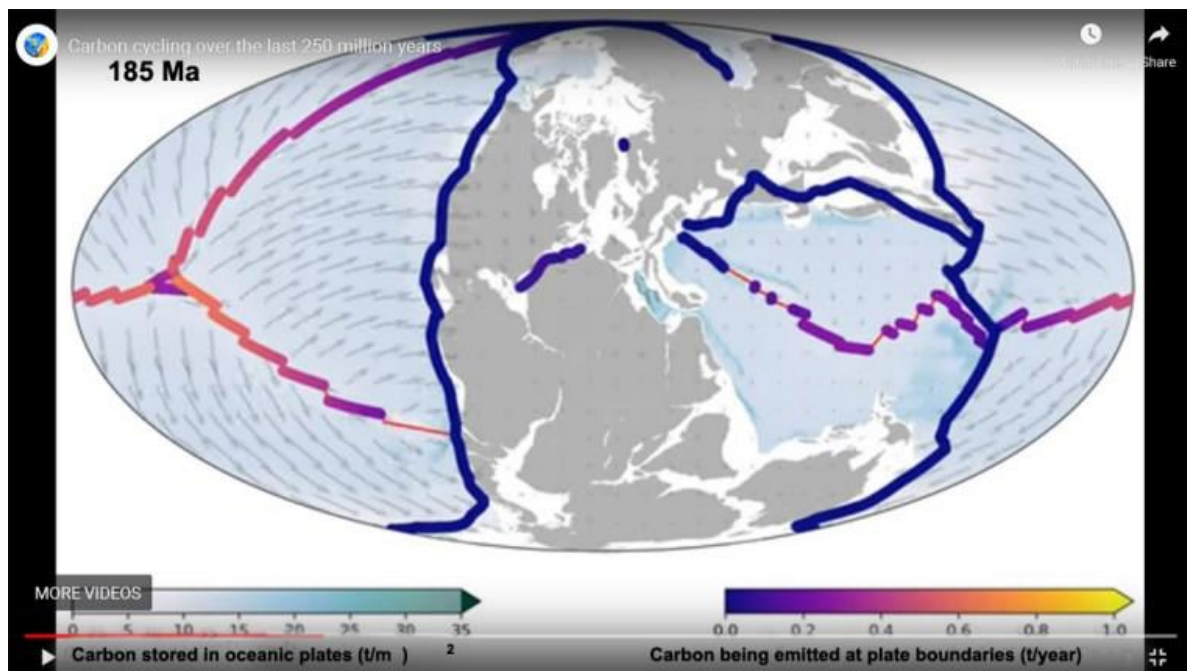 Carbon cycling over the last 250 million years
185 Ma
Share
MORE VIDEOS
0 5 10 15 20 25 30 35
0.0 0.2 0.4 0.6 0.8 1.0
Carbon stored in oceanic plates (t/m ) 2
Carbon being emitted at plate boundaries (t/year)